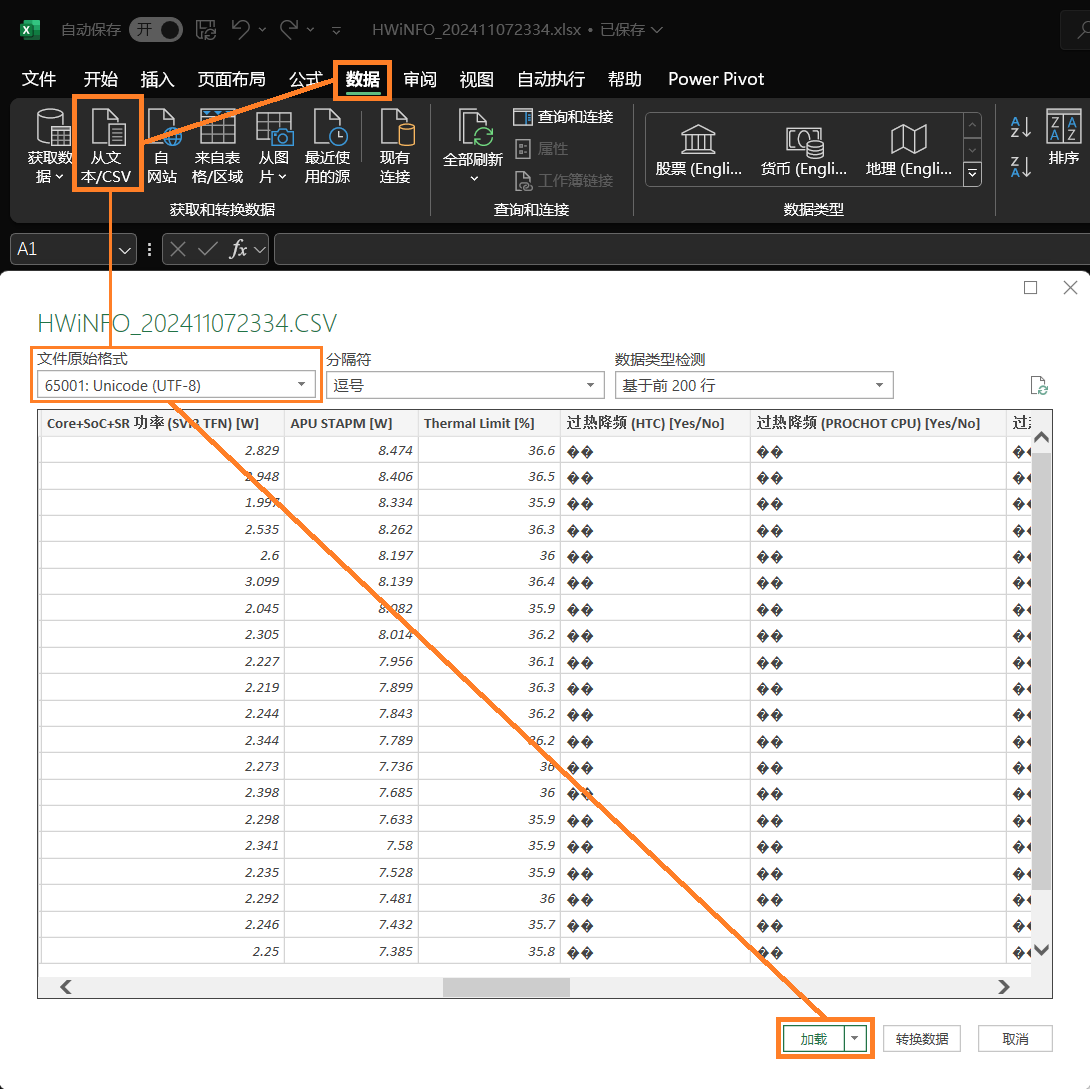 自动保存 开 HWiNFO_202411072334.xlsx • 已保存
文件 开始 插入 页面布局 公式 数据 审阅 视图 自动执行 帮助 Power Pivot
获取数据
从文本/CSV
自网站
来自表格/区域
从图片
最近使用的源
现有连接
获取和转换数据
全部刷新
查询和连接
属性
工作簿链接
查询和连接
股票 (Engli...
货币 (Engli...
地理 (Engli...
数据类型
排序
A1
fx
HWiNFO_202411072334.CSV
文件原始格式 分隔符 数据类型检测
65001: Unicode (UTF-8) 逗号 基于前 200 行
Core+SoC+SR 功率 (SVI3 TFN) [W] APU STAPM [W] Thermal Limit [%] 过热降频 (HTC) [Yes/No] 过热降频 (PROCHOT CPU) [Yes/No] 过
2.829 8.474 36.6 �� �� �
2.948 8.406 36.5 �� �� �
1.997 8.334 35.9 �� �� �
2.535 8.262 36.3 �� �� �
2.6 8.197 36 �� �� �
3.099 8.139 36.4 �� �� �
2.045 8.082 35.9 �� �� �
2.305 8.014 36.2 �� �� �
2.227 7.956 36.1 �� �� �
2.219 7.899 36.3 �� �� �
2.244 7.843 36.2 �� �� �
2.344 7.789 36.2 �� �� �
2.273 7.736 36 �� �� �
2.398 7.685 36 �� �� �
2.298 7.633 35.9 �� �� �
2.341 7.58 35.9 �� �� �
2.235 7.528 35.9 �� �� �
2.292 7.481 36 �� �� �
2.246 7.432 35.7 �� �� �
2.25 7.385 35.8 �� �� �
加载 转换数据 取消